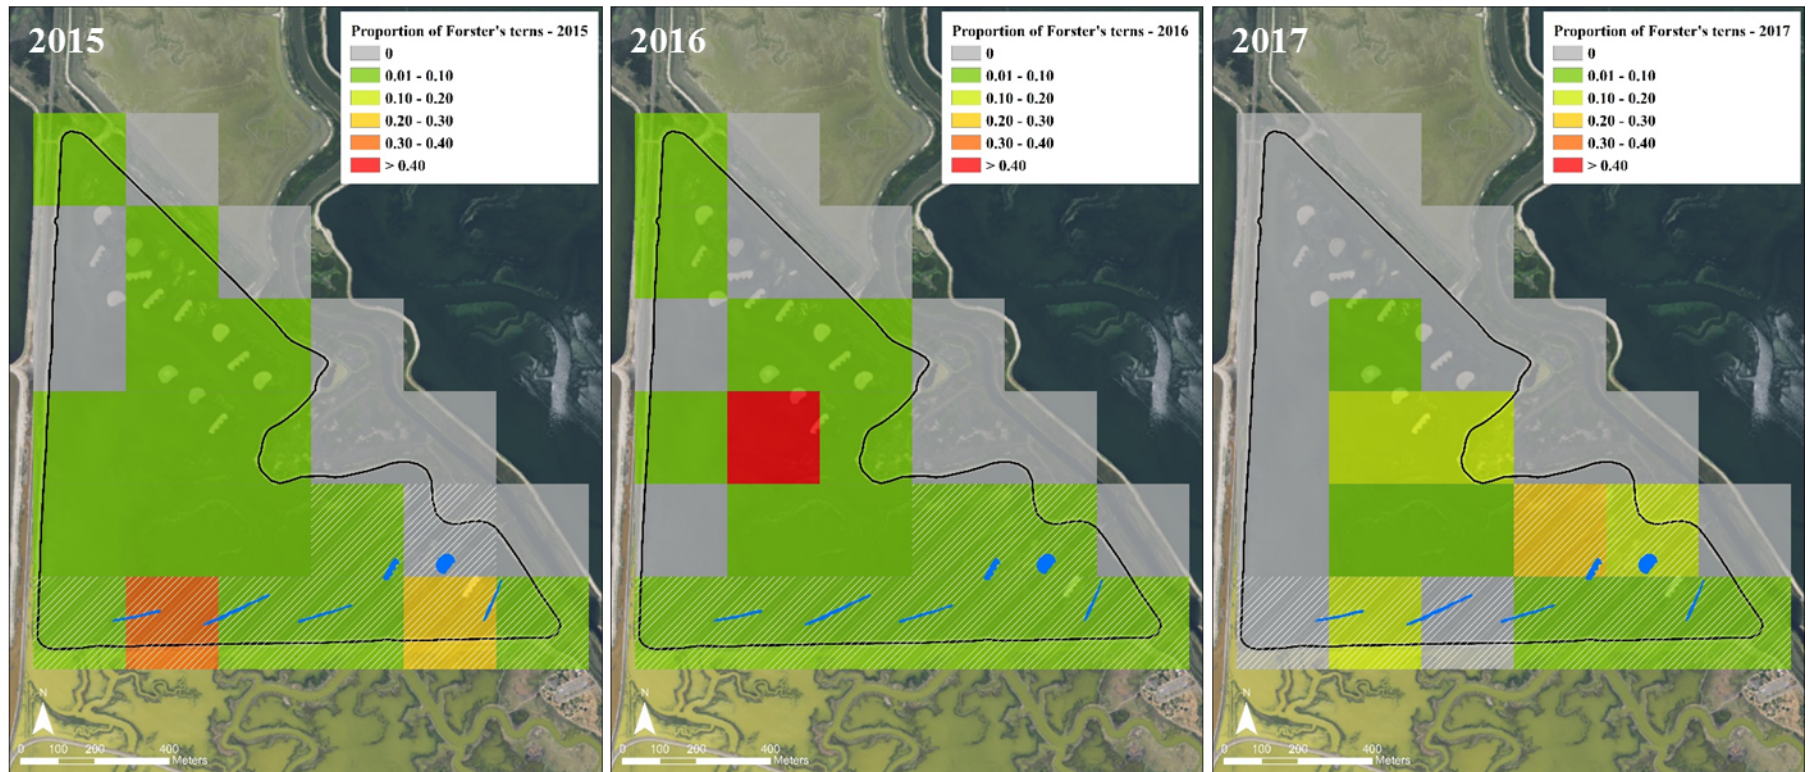 2015
Proportion of Forster's terns - 2015
0
0.01 - 0.10
0.10 - 0.20
0.20 - 0.30
0.30 - 0.40
> 0.40
N
0 100 200 400
Meters
2016
Proportion of Forster's terns - 2016
0
0.01 - 0.10
0.10 - 0.20
0.20 - 0.30
0.30 - 0.40
> 0.40
N
0 100 200 400
Meters
2017
Proportion of Forster's terns - 2017
0
0.01 - 0.10
0.10 - 0.20
0.20 - 0.30
0.30 - 0.40
> 0.40
N
0 100 200 400
Meters